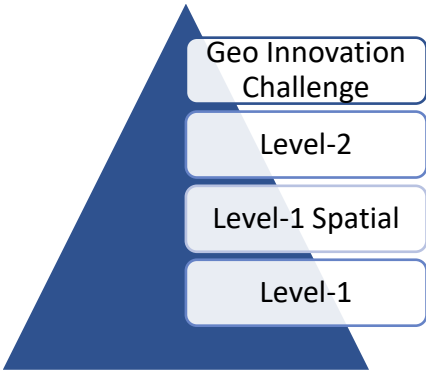 Geo Innovation
Challenge
Level-2
Level-1 Spatial
Level-1